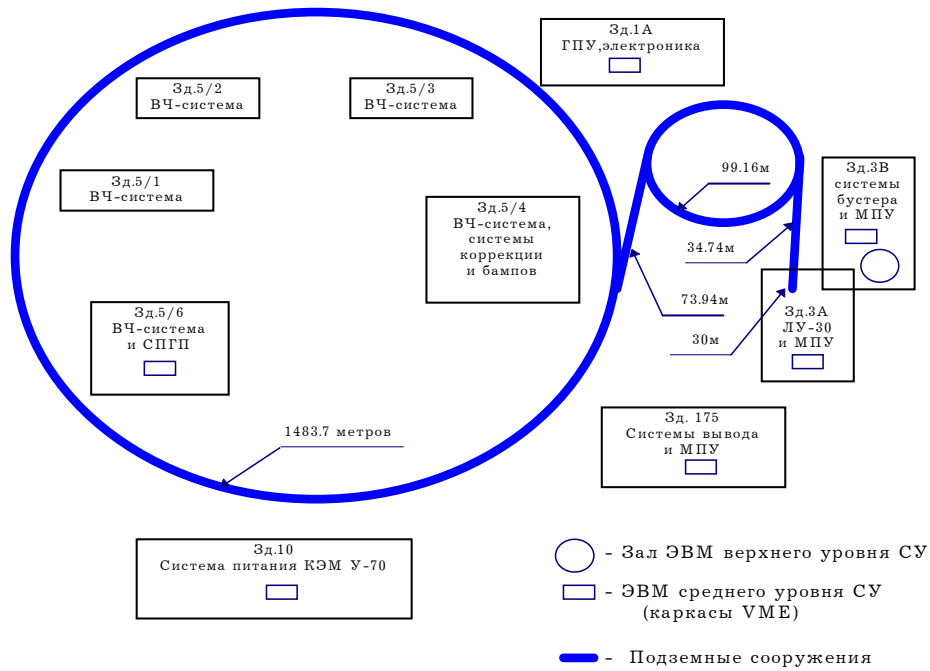 Зд.1А
ГПУ,электроника
Зд.5/2
ВЧ-система
Зд.5/3
ВЧ-система
Зд.5/1
ВЧ-система
99.16м
Зд.3В
системы
бустера
и МПУ
Зд.5/4
ВЧ-система,
системы
коррекции
и бампов
34.74м
73.94м
30м
Зд.3А
ЛУ-30
и МПУ
Зд.5/6
ВЧ-система
и СПГП
1483.7 метров
Зд. 175
Системы вывода
и МПУ
Зд.10
Система питания КЭМ У-70
- Зал ЭВМ верхнего уровня СУ
- ЭВМ среднего уровня СУ
(каркасы VME)
- Подземные сооружения